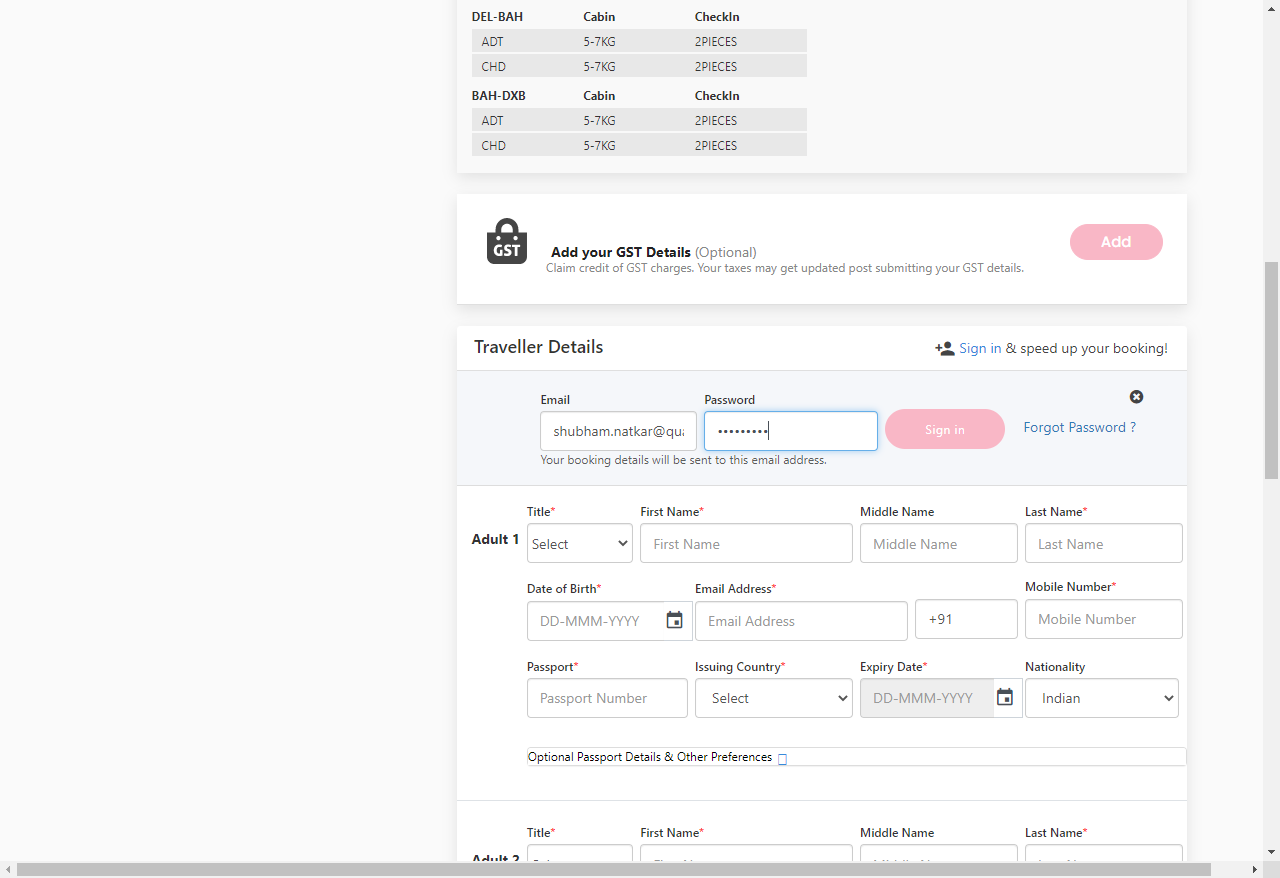 DEL-BAH Cabin CheckIn
ADT 5-7KG 2PIECES
CHD 5-7KG 2PIECES
BAH-DXB Cabin CheckIn
ADT 5-7KG 2PIECES
CHD 5-7KG 2PIECES
GST
Add your GST Details (Optional)
Claim credit of GST charges. Your taxes may get updated post submitting your GST details.
Add
Traveller Details
Sign in & speed up your booking!
Email Password
shubham.natkar@qu ••••••••• Sign in Forgot Password ?
Your booking details will be sent to this email address.
Title* First Name* Middle Name Last Name*
Adult 1 Select First Name Middle Name Last Name
Date of Birth* Email Address* Mobile Number*
DD-MMM-YYYY Email Address +91 Mobile Number
Passport* Issuing Country* Expiry Date* Nationality
Passport Number Select DD-MMM-YYYY Indian
Optional Passport Details & Other Preferences
Title* First Name* Middle Name Last Name*
Adult 2